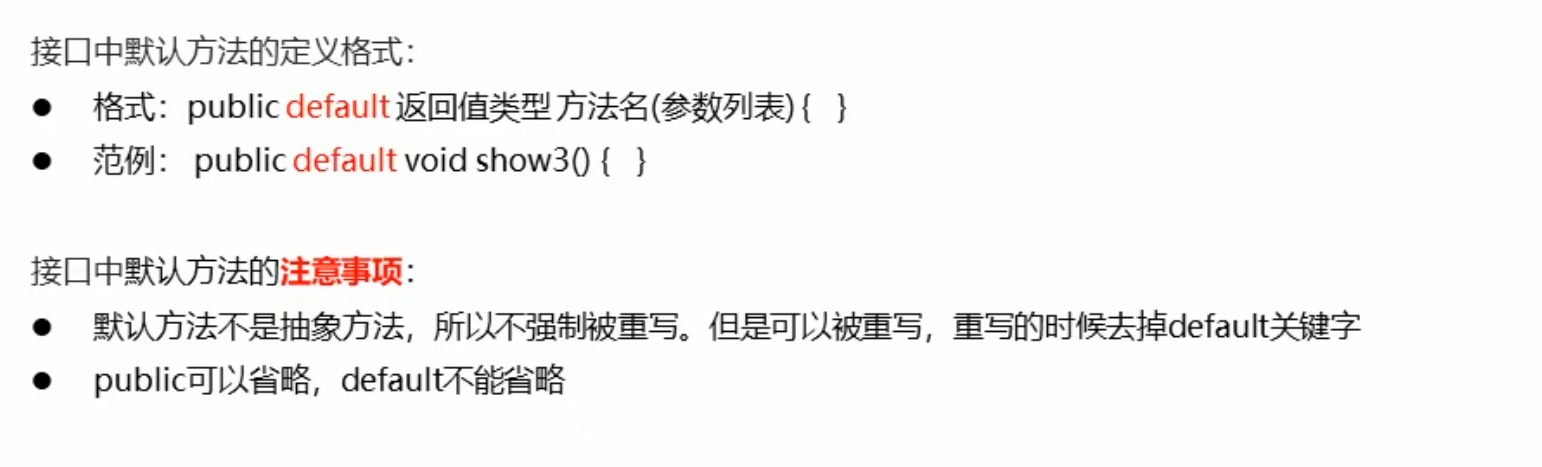 接口中默认方法的定义格式：
● 格式：public default 返回值类型 方法名(参数列表) {   }
● 范例： public default void show3() {   }
接口中默认方法的注意事项：
● 默认方法不是抽象方法，所以不强制被重写。但是可以被重写，重写的时候去掉default关键字
● public可以省略，default不能省略